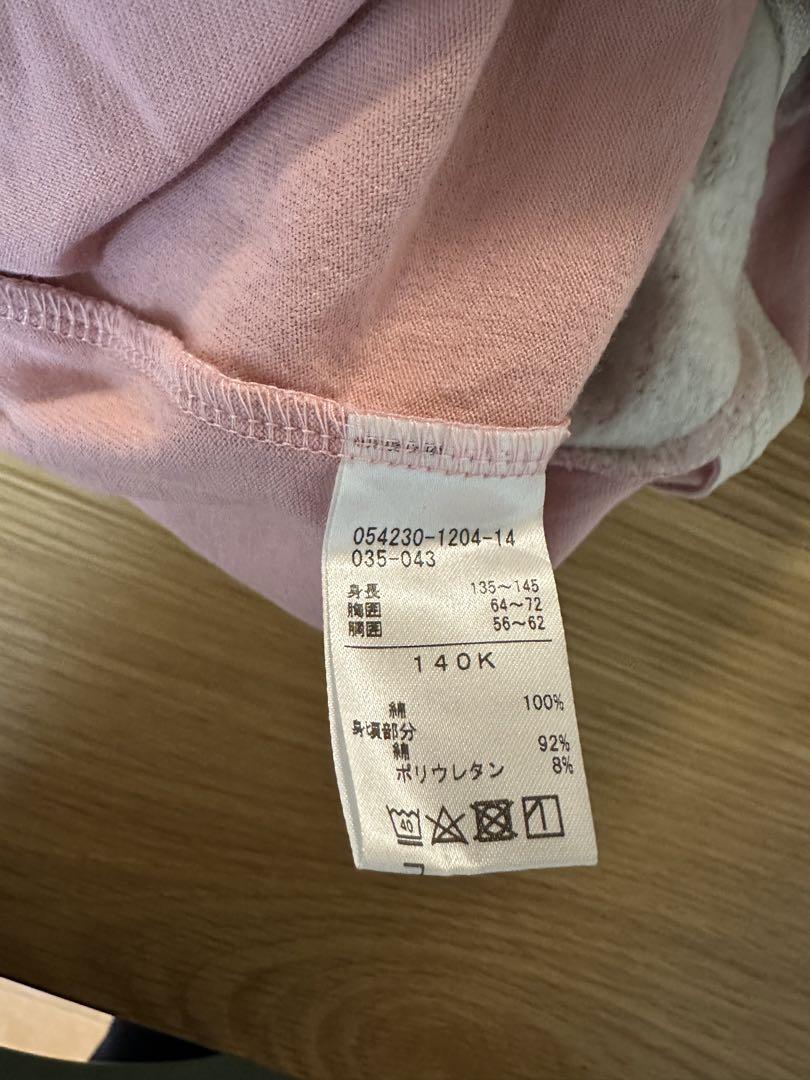 054230-1204-14
035-043
身長 135～145
胸囲 64～72
胴囲 56～62
140K
綿 100%
身頃部分
綿 92%
ポリウレタン 8%
40